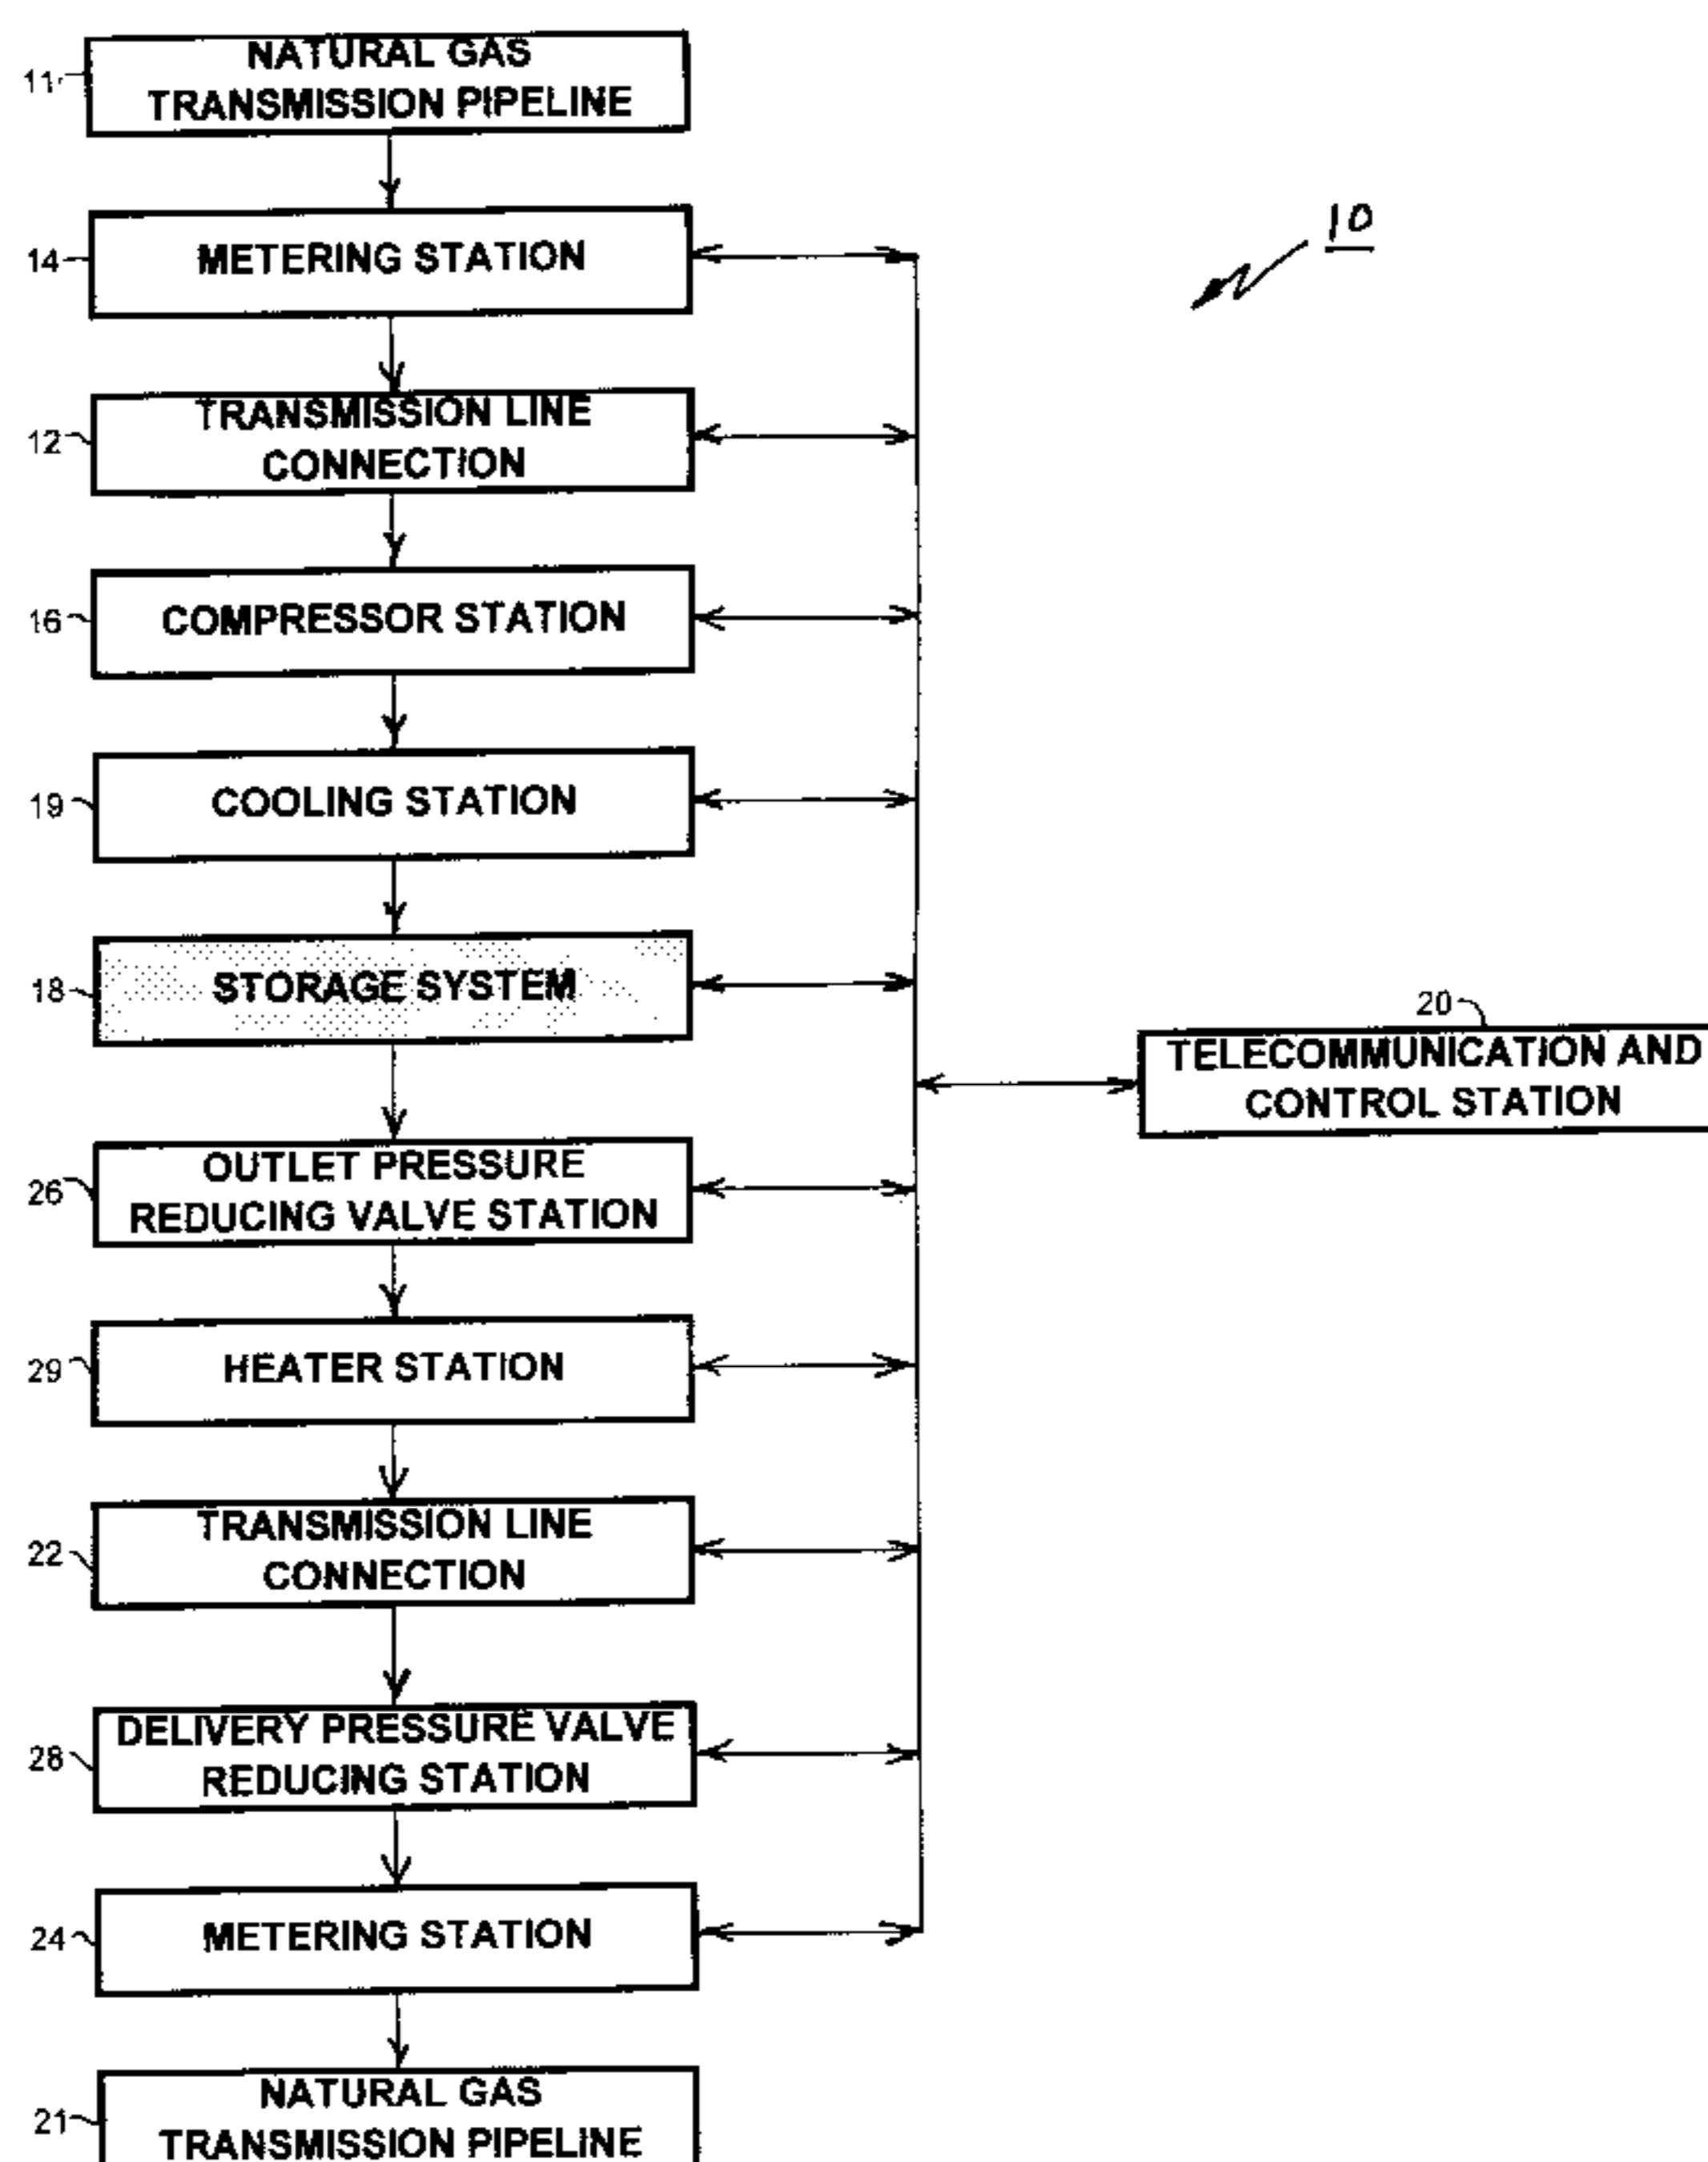 NATURAL GAS
TRANSMISSION PIPELINE
11
10
METERING STATION
14
TRANSMISSION LINE
CONNECTION
12
COMPRESSOR STATION
16
COOLING STATION
19
STORAGE SYSTEM
18
20
TELECOMMUNICATION AND
CONTROL STATION
OUTLET PRESSURE
REDUCING VALVE STATION
26
HEATER STATION
29
TRANSMISSION LINE
CONNECTION
22
DELIVERY PRESSURE VALVE
REDUCING STATION
28
METERING STATION
24
NATURAL GAS
TRANSMISSION PIPELINE
21